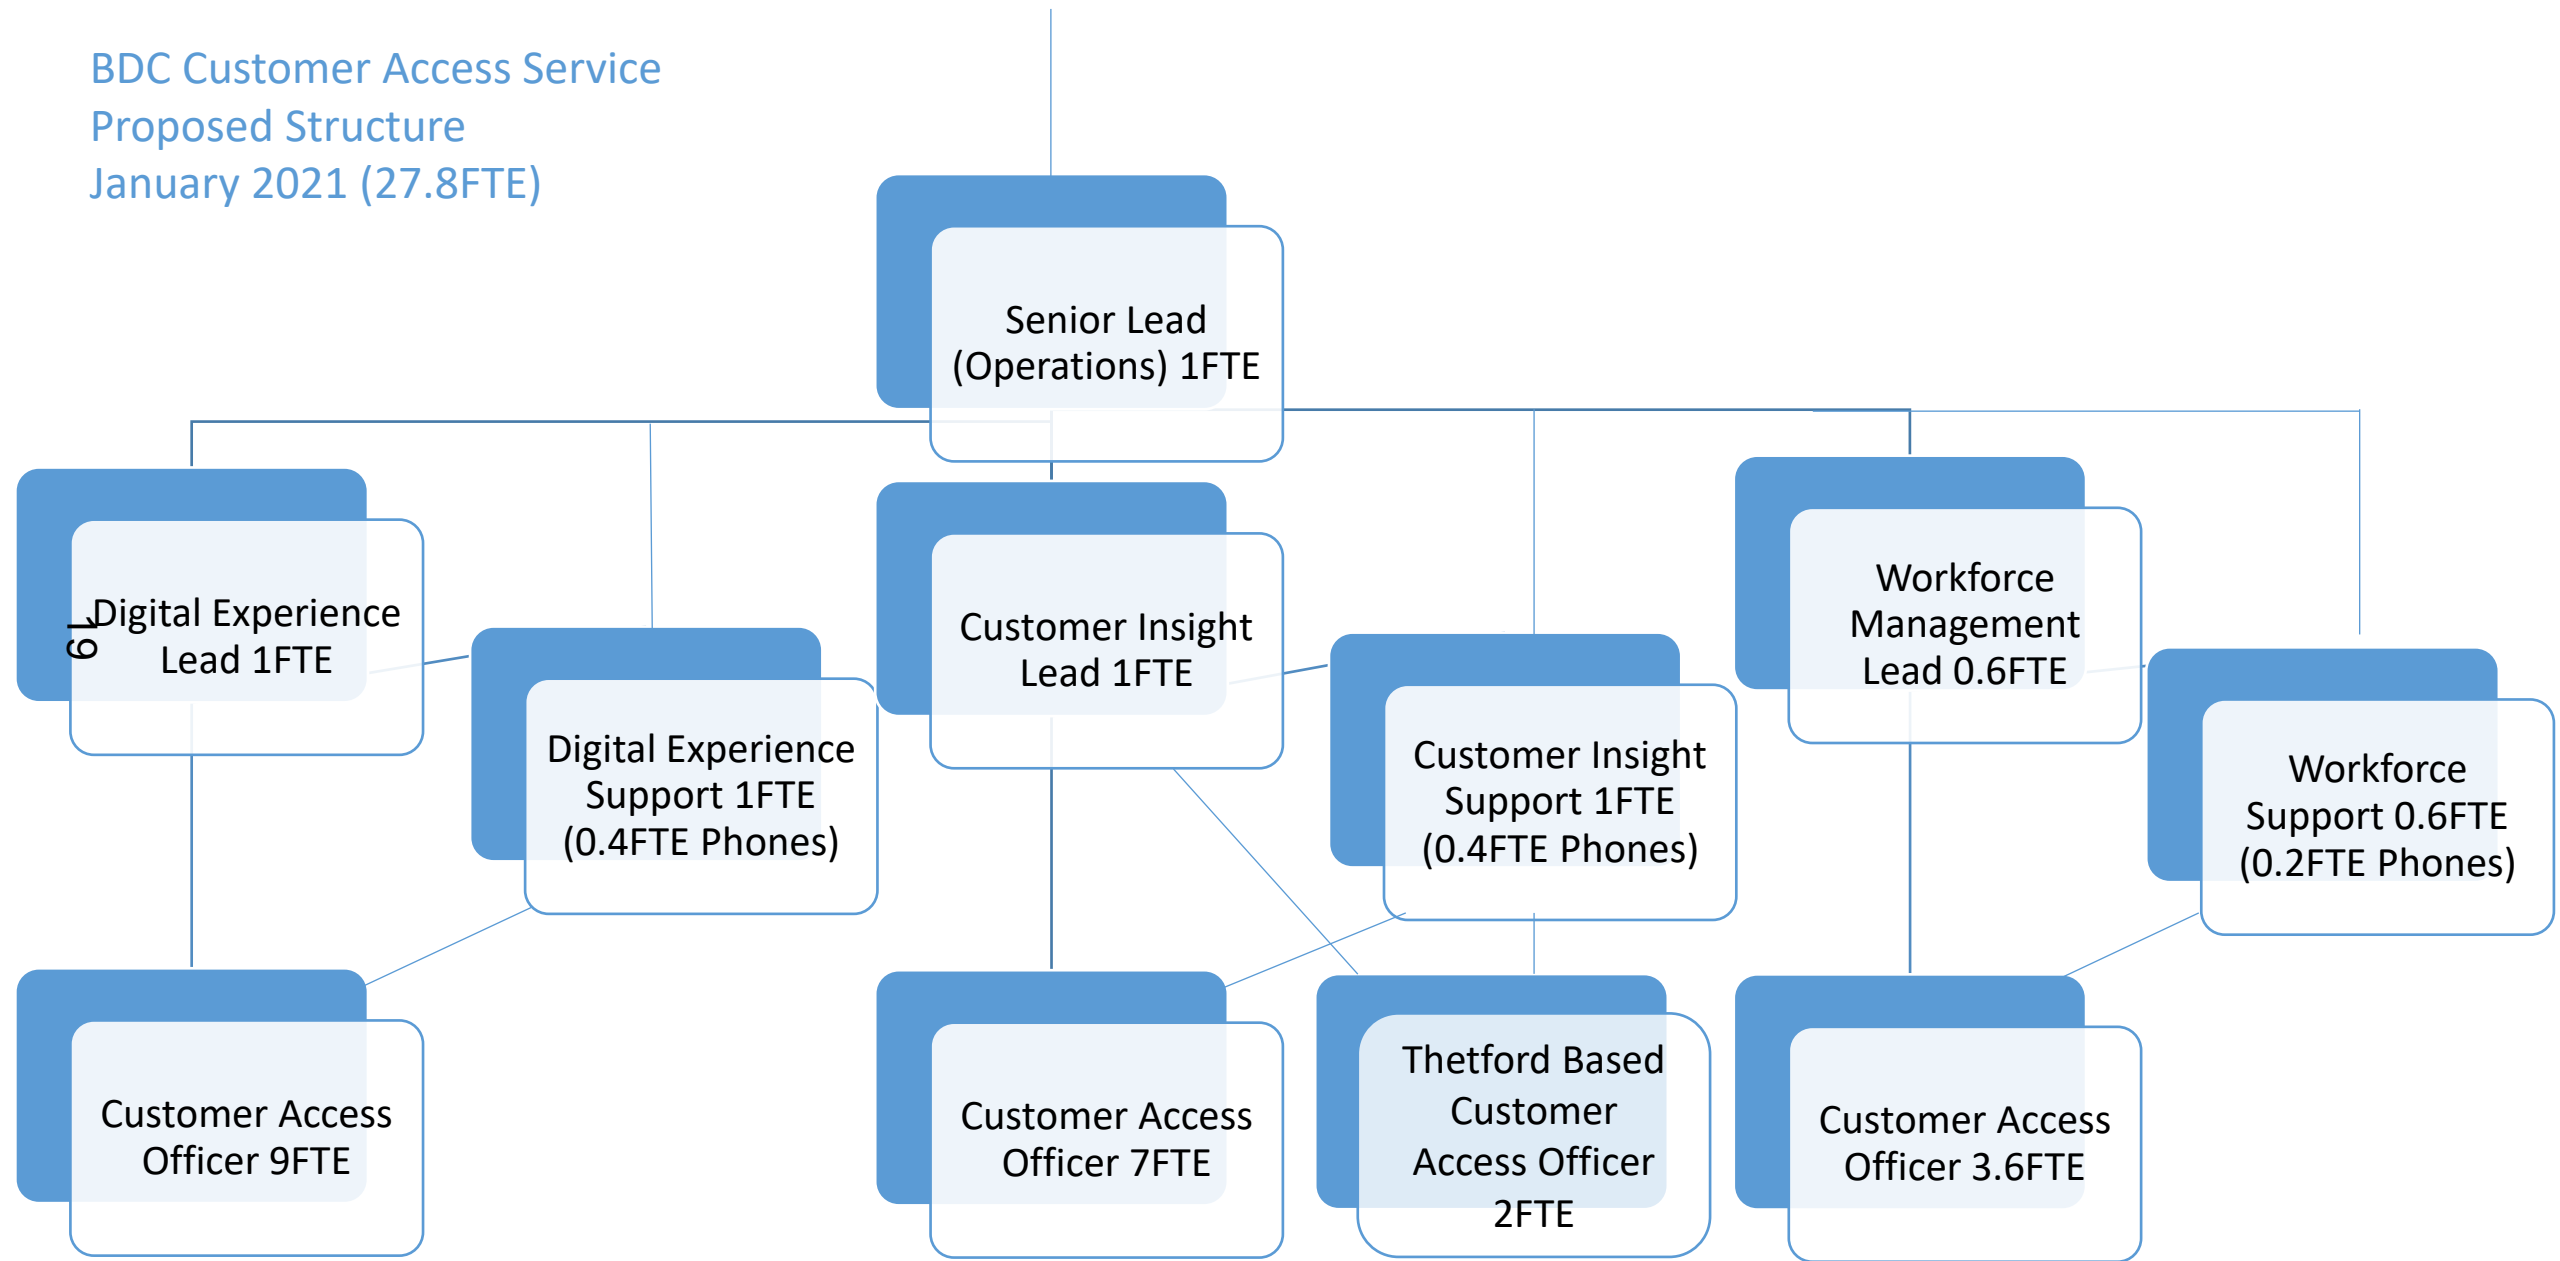 BDC Customer Access Service
Proposed Structure
January 2021 (27.8FTE)
Senior Lead
(Operations) 1FTE
Digital Experience
Lead 1FTE
19
Customer Insight
Lead 1FTE
Workforce
Management
Lead 0.6FTE
Digital Experience
Support 1FTE
(0.4FTE Phones)
Customer Insight
Support 1FTE
(0.4FTE Phones)
Workforce
Support 0.6FTE
(0.2FTE Phones)
Customer Access
Officer 9FTE
Customer Access
Officer 7FTE
Thetford Based
Customer
Access Officer
2FTE
Customer Access
Officer 3.6FTE